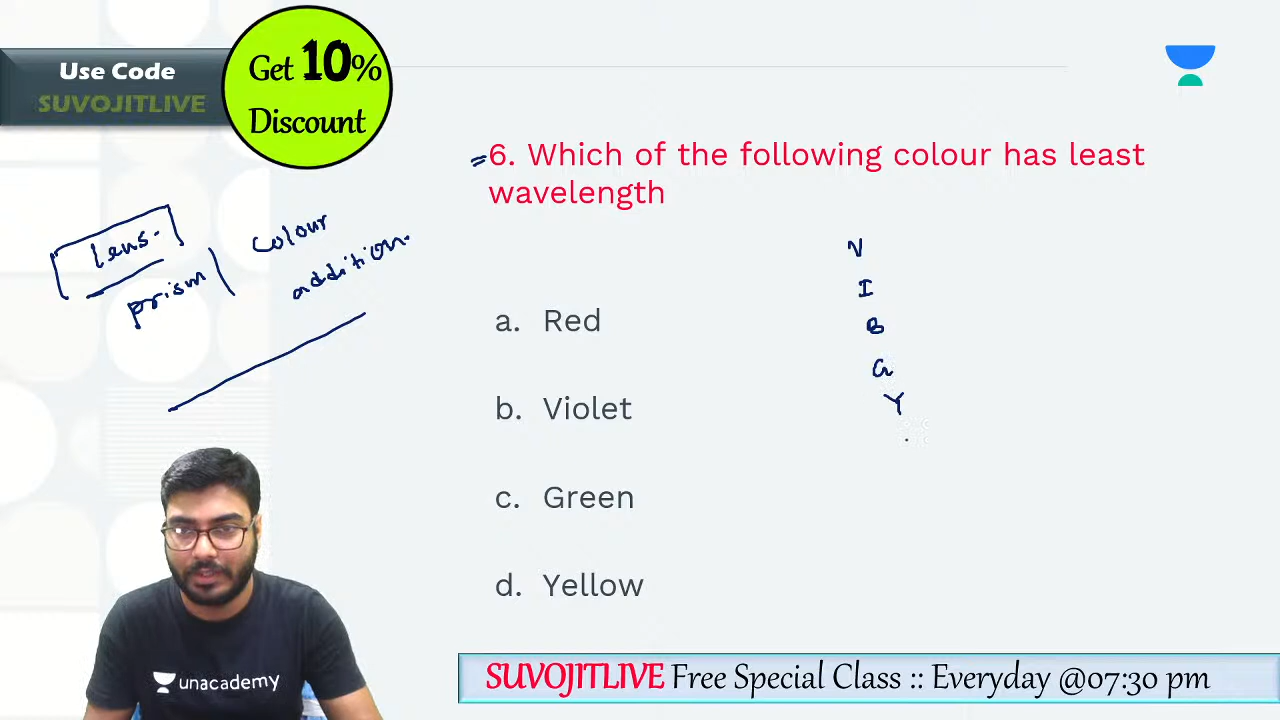 Use Code
SUVOJITLIVE
Get 10%
Discount
6. Which of the following colour has least
wavelength
lens.
prism
Colour
addition.
V
I
B
G
Y
a. Red
b. Violet
c. Green
d. Yellow
unacademy
SUVOJITLIVE Free Special Class :: Everyday @07:30 pm